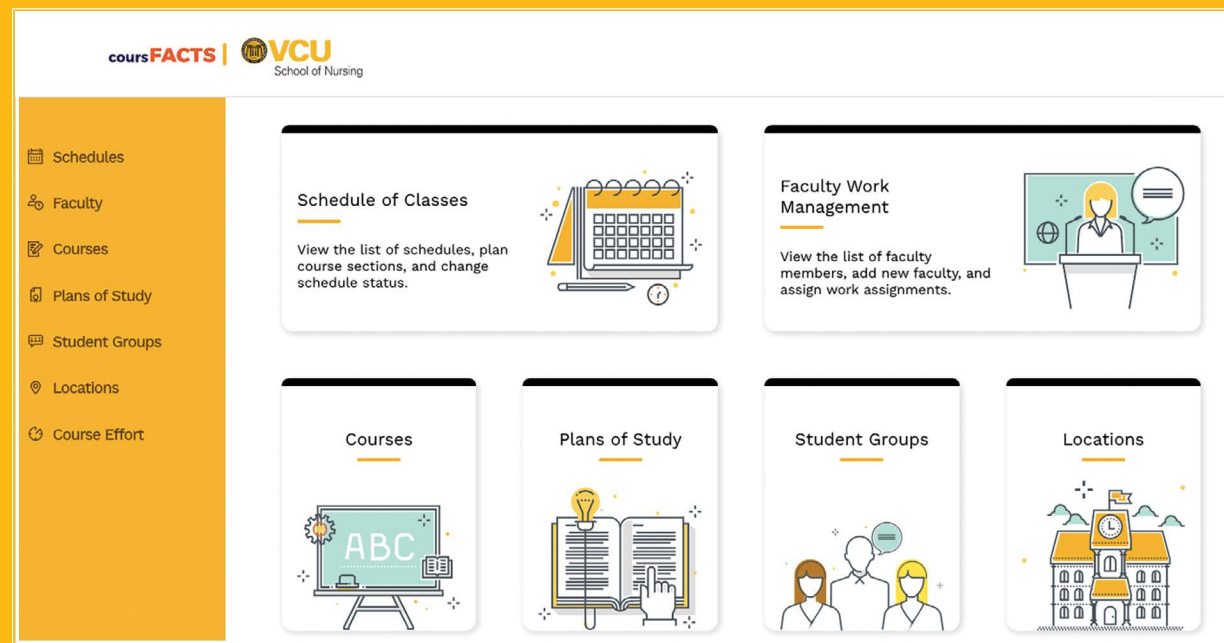 coursFACTS | VCU
School of Nursing
Schedules
Faculty
Courses
Plans of Study
Student Groups
Locations
Course Effort
Schedule of Classes
View the list of schedules, plan
course sections, and change
schedule status.
Faculty Work
Management
View the list of faculty
members, add new faculty, and
assign work assignments.
Courses
ABC
Plans of Study
Student Groups
Locations